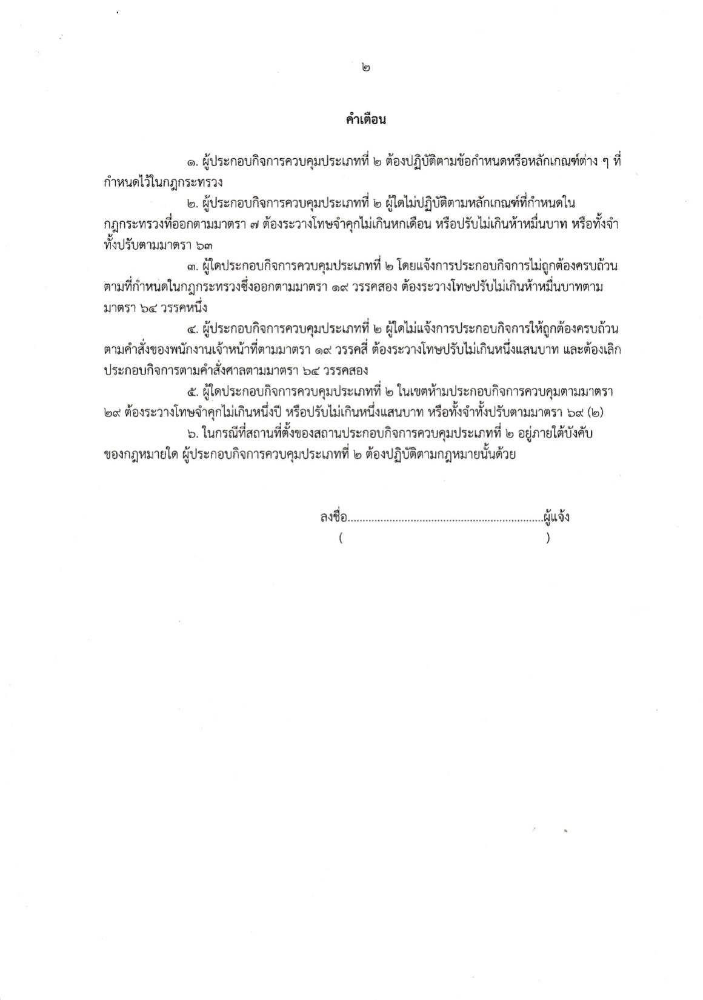 ๒
คำเตือน
๑. ผู้ประกอบกิจการควบคุมประเภทที่ ๒ ต้องปฏิบัติตามข้อกำหนดหรือหลักเกณฑ์ต่าง ๆ ที่
กำหนดไว้ในกฎกระทรวง
๒. ผู้ประกอบกิจการควบคุมประเภทที่ ๒ ผู้ใดไม่ปฏิบัติตามหลักเกณฑ์ที่กำหนดใน
กฎกระทรวงที่ออกตามมาตรา ๗ ต้องระวางโทษจำคุกไม่เกินหกเดือน หรือปรับไม่เกินห้าหมื่นบาท หรือทั้งจำ
ทั้งปรับตามมาตรา ๖๓
๓. ผู้ใดประกอบกิจการควบคุมประเภทที่ ๒ โดยแจ้งการประกอบกิจการไม่ถูกต้องครบถ้วน
ตามที่กำหนดในกฎกระทรวงซึ่งออกตามมาตรา ๑๙ วรรคสอง ต้องระวางโทษปรับไม่เกินห้าหมื่นบาทตาม
มาตรา ๖๔ วรรคหนึ่ง
๔. ผู้ประกอบกิจการควบคุมประเภทที่ ๒ ผู้ใดไม่แจ้งการประกอบกิจการให้ถูกต้องครบถ้วน
ตามคำสั่งของพนักงานเจ้าหน้าที่ตามมาตรา ๑๙ วรรคสี่ ต้องระวางโทษปรับไม่เกินหนึ่งแสนบาท และต้องเลิก
ประกอบกิจการตามคำสั่งศาลตามมาตรา ๖๔ วรรคสอง
๕. ผู้ใดประกอบกิจการควบคุมประเภทที่ ๒ ในเขตห้ามประกอบกิจการควบคุมตามมาตรา
๒๙ ต้องระวางโทษจำคุกไม่เกินหนึ่งปี หรือปรับไม่เกินหนึ่งแสนบาท หรือทั้งจำทั้งปรับตามมาตรา ๖๙ (๒)
๖. ในกรณีที่สถานที่ตั้งของสถานประกอบกิจการควบคุมประเภทที่ ๒ อยู่ภายใต้บังคับ
ของกฎหมายใด ผู้ประกอบกิจการควบคุมประเภทที่ ๒ ต้องปฏิบัติตามกฎหมายนั้นด้วย
ลงชื่อ..................................................................ผู้แจ้ง
( )